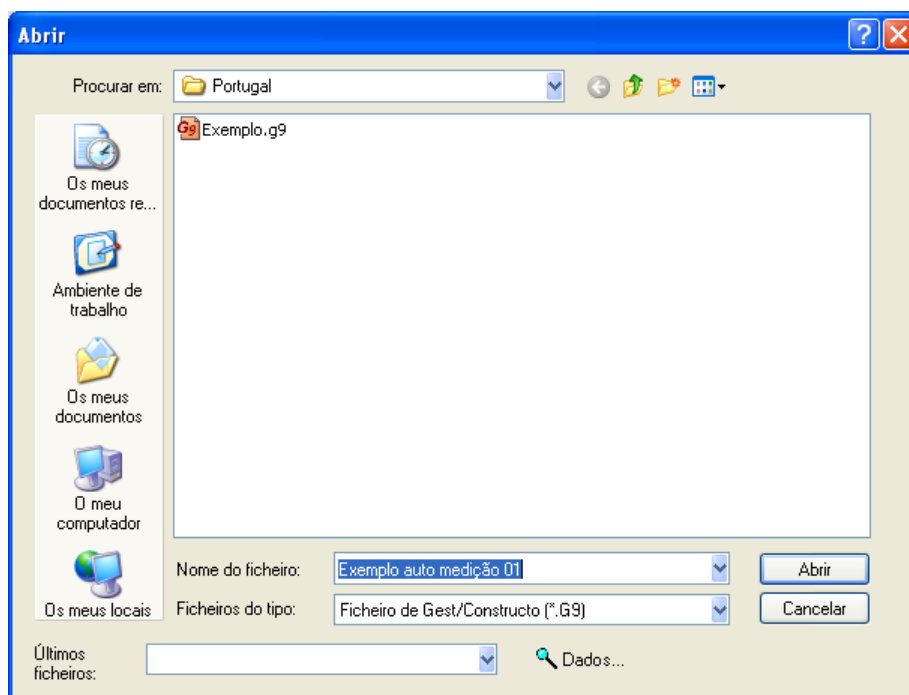 Abrir
Procurar em:
Portugal
G9 Exemplo.g9
Os meus
documentos re...
Ambiente de
trabalho
Os meus
documentos
O meu
computador
Os meus locais
Nome do ficheiro:
Exemplo auto medição 01
Abrir
Ficheiros do tipo:
Ficheiro de Gest/Constructo (*.G9)
Cancelar
Últimos
ficheiros:
Dados...